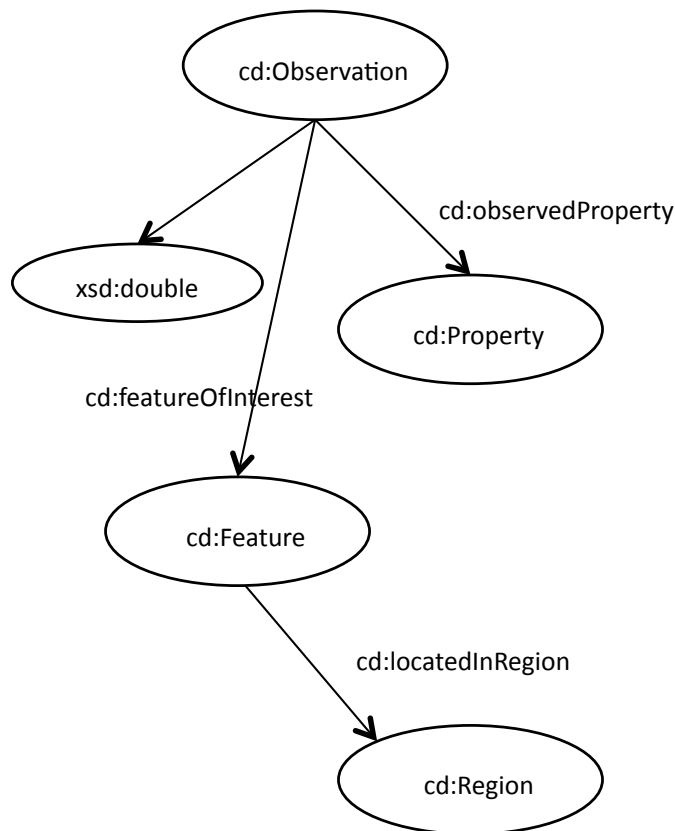 cd:Observation
cd:observedProperty
xsd:double
cd:Property
cd:featureOfInterest
cd:Feature
cd:locatedInRegion
cd:Region